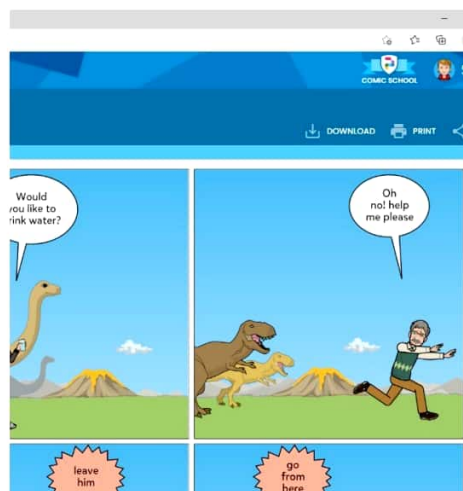 COMIC SCHOOL
DOWNLOAD PRINT
Would
you like to
rink water?
Oh
no! help
me please
leave
him
go
from
here